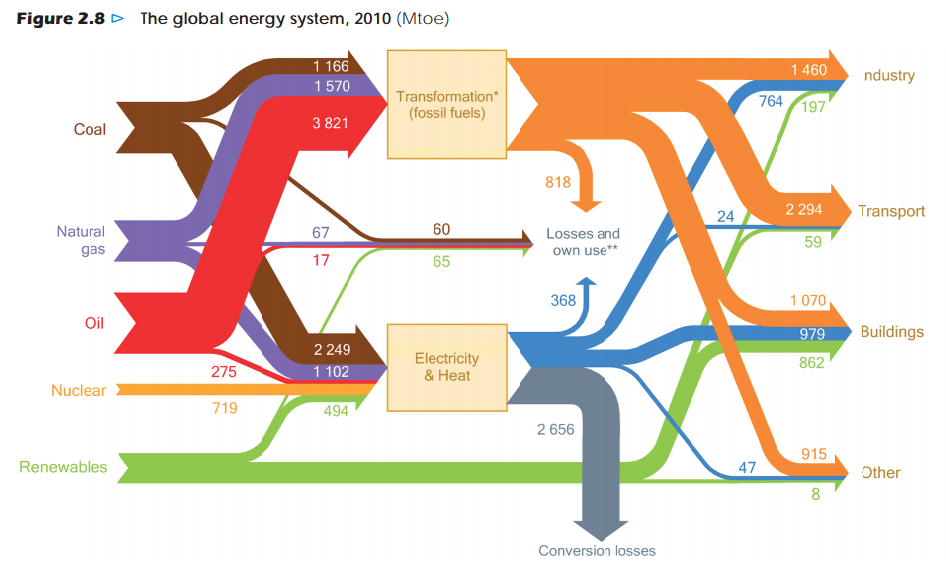 Figure 2.8 ▷ The global energy system, 2010 (Mtoe)
Coal
Natural
gas
Oil
Nuclear
Renewables
1 166
1 570
3 821
Transformation*
(fossil fuels)
67
17
60
65
2 249
1 102
275
719
494
Electricity
& Heat
818
Losses and
own use**
368
2 656
Conversion losses
1 460
764
197
ndustry
24
2 294
59
Transport
1 070
979
862
Buildings
915
47
8
Other